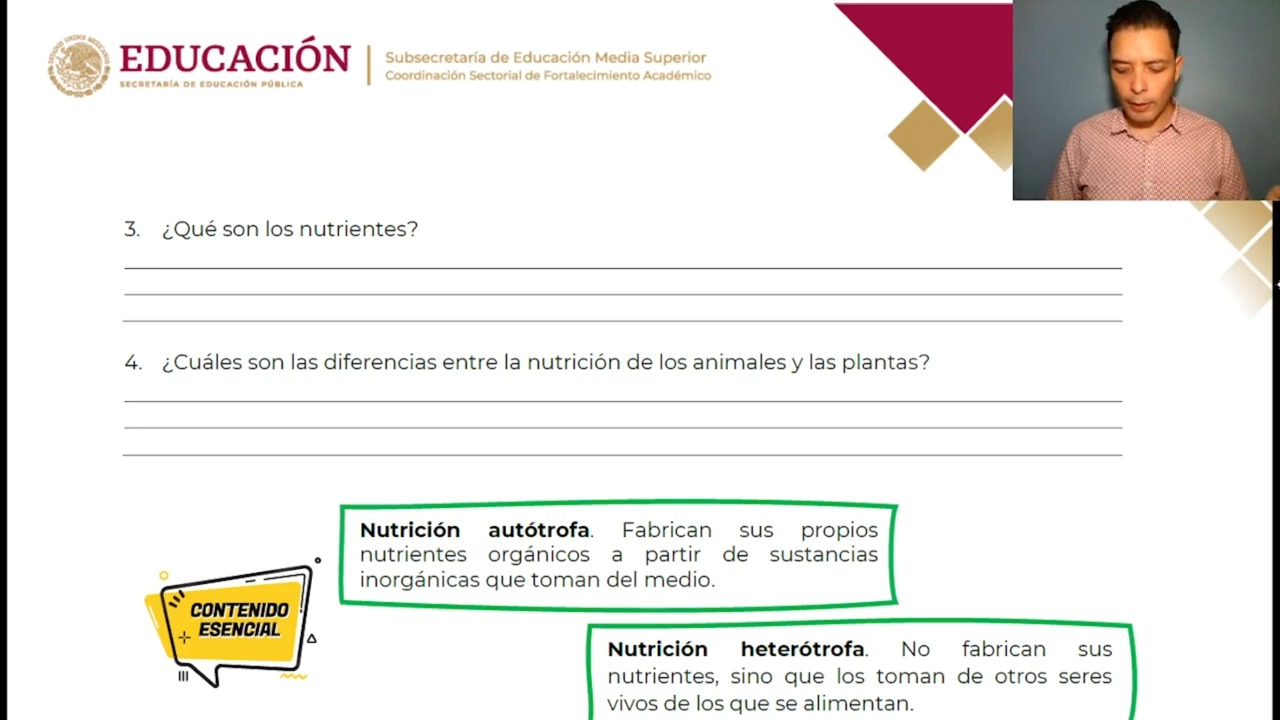 EDUCACIÓN
SECRETARÍA DE EDUCACIÓN PÚBLICA
Subsecretaría de Educación Media Superior
Coordinación Sectorial de Fortalecimiento Académico
3. ¿Qué son los nutrientes?
4. ¿Cuáles son las diferencias entre la nutrición de los animales y las plantas?
Nutrición autótrofa. Fabrican sus propios
nutrientes orgánicos a partir de sustancias
inorgánicas que toman del medio.
CONTENIDO
ESENCIAL
Nutrición heterótrofa. No fabrican sus
nutrientes, sino que los toman de otros seres
vivos de los que se alimentan.